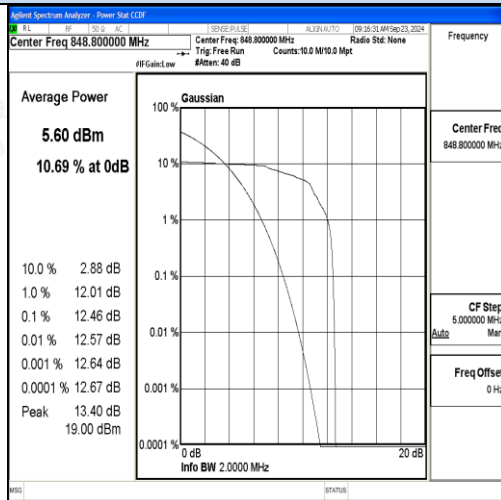 Agilent Spectrum Analyzer - Power Stat CCDF
RL RF 50 Ω AC SENSE:PULSE ALIGN AUTO 09:16:31 AM Sep 23, 2024
Center Freq 848.800000 MHz
Center Freq: 848.800000 MHz
Radio Std: None
Trig: Free Run Counts:10.0 M/10.0 Mpt
#IFGain:Low #Atten: 40 dB
Frequency
Average Power
5.60 dBm
10.69 % at 0dB
10.0 % 2.88 dB
1.0 % 12.01 dB
0.1 % 12.46 dB
0.01 % 12.57 dB
0.001 % 12.64 dB
0.0001 % 12.67 dB
Peak 13.40 dB
19.00 dBm
Gaussian
100 %
10 %
1 %
0.1 %
0.01 %
0.001 %
0.0001 %
0 dB 20 dB
Info BW 2.0000 MHz
Center Freq
848.800000 MHz
CF Step
5.000000 MHz
Auto Man
Freq Offset
0 Hz
MSG STATUS